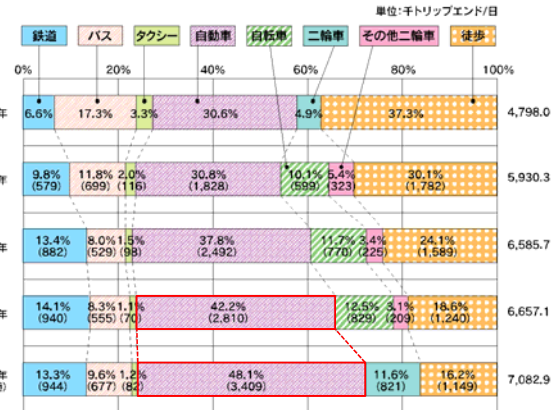 単位:千トリップエンド/日
鉄道 バス タクシー 自動車 自転車 二輪車 その他二輪車 徒歩
0% 20% 40% 60% 80% 100%
年 6.6% 17.3% 3.3% 30.6% 4.9% 37.3% 4,798.0
年 9.8% 11.8% 2.0% 30.8% 10.1% 5.4% 30.1% 5,930.3
(579) (699) (116) (1,828) (599) (323) (1,782)
年 13.4% 8.0% 1.5% 37.8% 11.7% 3.4% 24.1% 6,585.7
(882) (529) (98) (2,492) (770) (225) (1,589)
年 14.1% 8.3% 1.1% 42.2% 12.5% 3.1% 18.6% 6,657.1
(940) (555) (70) (2,810) (829) (209) (1,240)
年 13.3% 9.6% 1.2% 48.1% 11.6% 16.2% 7,082.9
(944) (677) (82) (3,409) (821) (1,149)